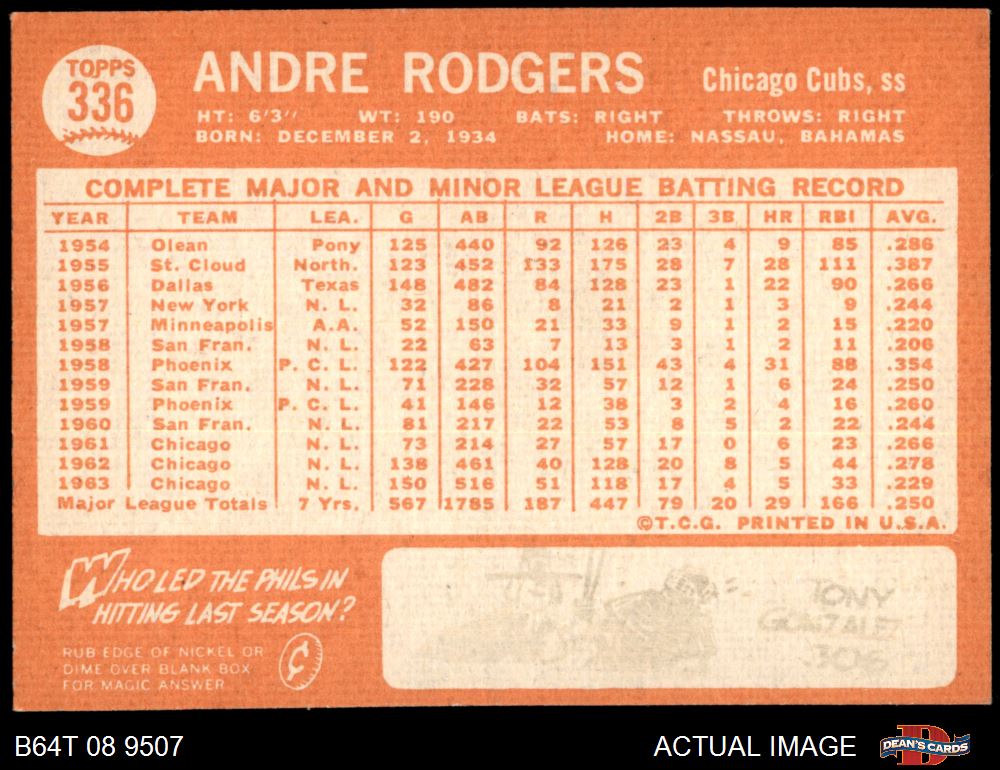 TOPPS
336
ANDRE RODGERS Chicago Cubs, ss
HT: 6'3" WT: 190 BATS: RIGHT THROWS: RIGHT
BORN: DECEMBER 2, 1934 HOME: NASSAU, BAHAMAS
COMPLETE MAJOR AND MINOR LEAGUE BATTING RECORD
YEAR TEAM LEA. G AB R H 2B 3B HR RBI AVG.
1954 Olean Pony 125 440 92 126 23 4 9 85 .286
1955 St. Cloud North. 123 452 133 175 28 7 28 111 .387
1956 Dallas Texas 148 482 84 128 23 1 22 90 .266
1957 New York N. L. 32 86 8 21 2 1 3 9 .244
1957 Minneapolis A.A. 52 150 21 33 9 1 2 15 .220
1958 San Fran. N. L. 22 63 7 13 3 1 2 11 .206
1958 Phoenix P. C. L. 122 427 104 151 43 4 31 88 .354
1959 San Fran. N. L. 71 228 32 57 12 1 6 24 .250
1959 Phoenix P. C. L. 41 146 12 38 3 2 4 16 .260
1960 San Fran. N. L. 81 217 22 53 8 5 2 22 .244
1961 Chicago N. L. 73 214 27 57 17 0 6 23 .266
1962 Chicago N. L. 138 461 40 128 20 8 5 44 .278
1963 Chicago N. L. 150 516 51 118 17 4 5 33 .229
Major League Totals 7 Yrs. 567 1785 187 447 79 20 29 166 .250
©T.C.G. PRINTED IN U.S.A.
WHO LED THE PHILS IN
HITTING LAST SEASON?
RUB EDGE OF NICKEL OR
DIME OVER BLANK BOX
FOR MAGIC ANSWER
TONY
GONZALEZ
.306
B64T 08 9507 ACTUAL IMAGE DEAN'S CARDS